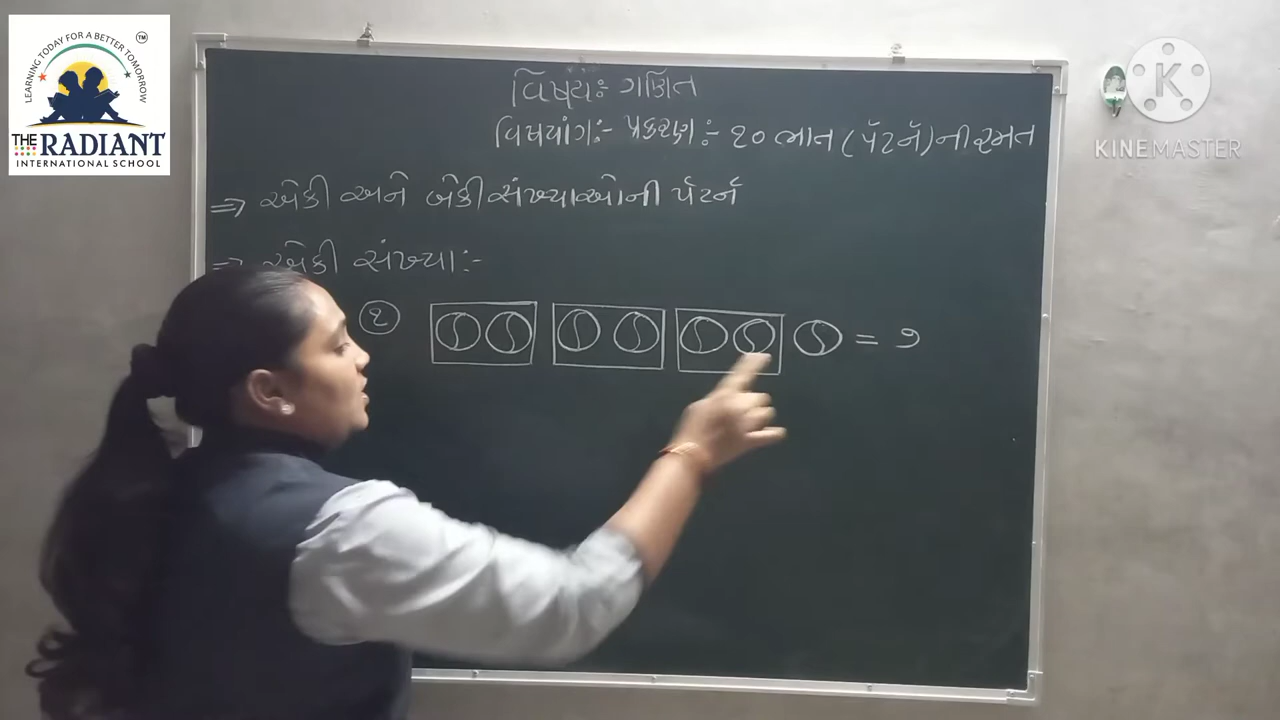 LEARNING TODAY FOR A BETTER TOMORROW
TM
THE RADIANT
INTERNATIONAL SCHOOL
K
KINEMASTER
વિષય: ગણિત
વિષયાંગ:- પ્રકરણ :- ૧૦ ભાત (પૅટર્ન) ની રમત
⇒ એકી અને બેકી સંખ્યાઓની પૅટર્ન
⇒ એકી સંખ્યા:-
૧ = ૭